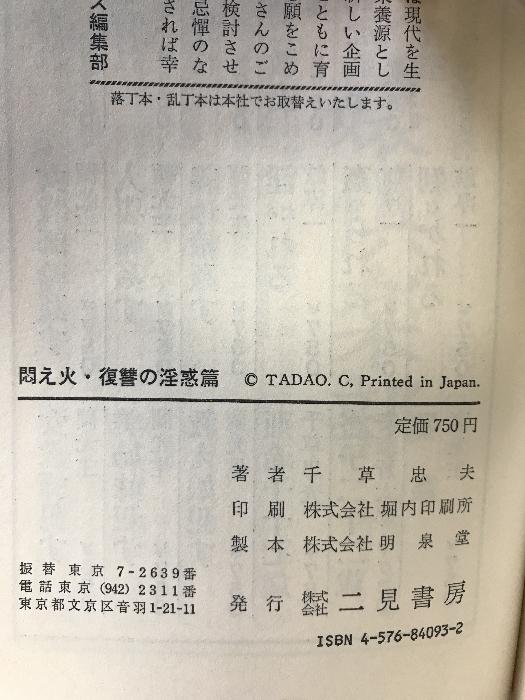 は現代を生
栄養源とし
新しい企画
ともに育
願をこめ
さんのご
検討させ
忌憚のな
されば幸
ス編集部
落丁本・乱丁本は本社でお取替えいたします。
悶え火・復讐の淫惑篇 © TADAO. C, Printed in Japan.
定価 750 円
著者 千草忠夫
印刷 株式会社 堀内印刷所
製本 株式会社 明泉堂
振替東京 7-2639番
電話東京 (942) 2311番
東京都文京区音羽1-21-11
発行 株式会社 二見書房
ISBN 4-576-84093-2